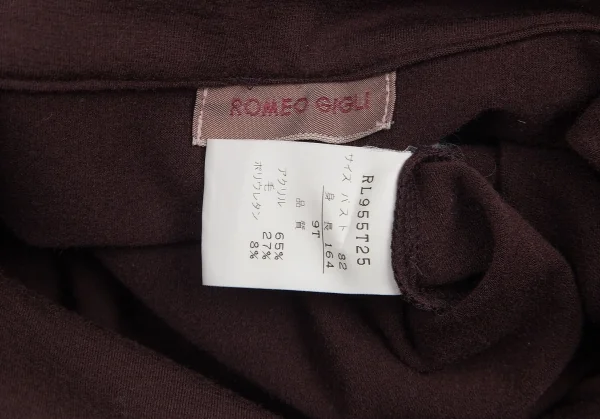 ROMEO GIGLI
RL955T25
サイズ バスト 82
身 長 164
9T
品 質
アクリル 65%
毛 27%
ポリウレタン 8%